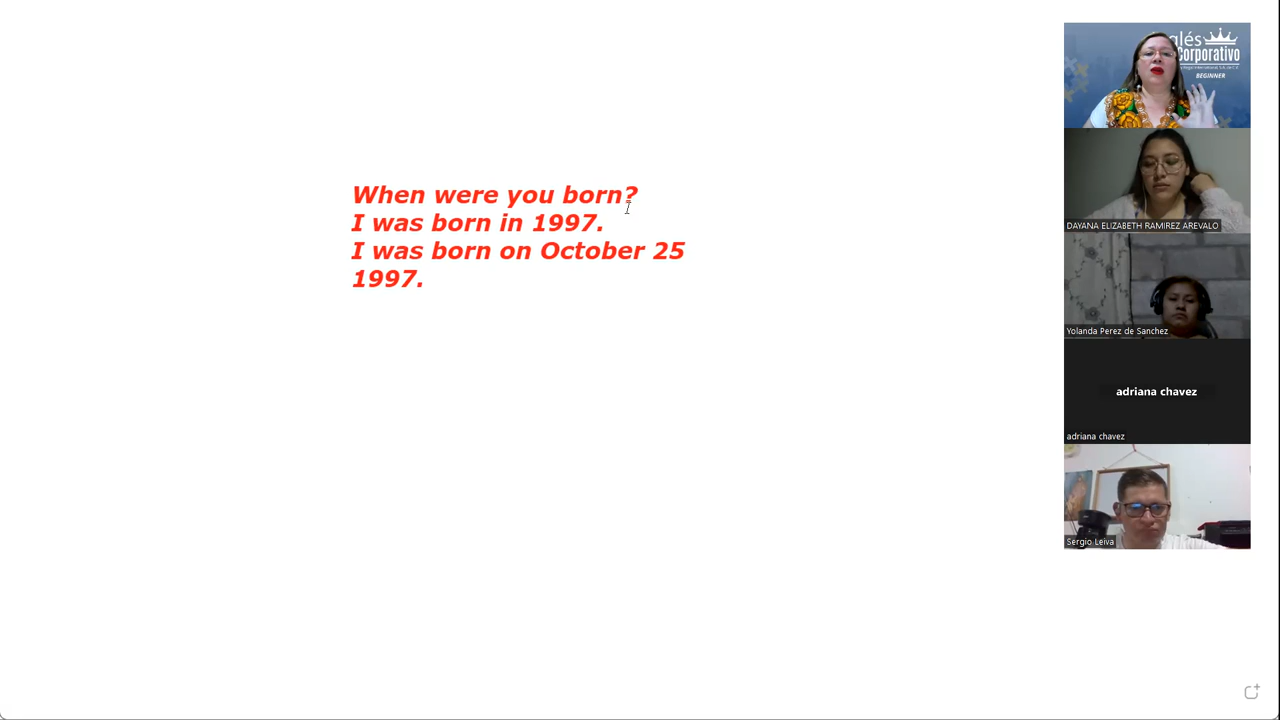 When were you born?
I was born in 1997.
I was born on October 25
1997.
glés
Corporativo
BEGINNER
DAYANA ELIZABETH RAMIREZ AREVALO
Yolanda Perez de Sanchez
adriana chavez
adriana chavez
Sergio Leiva